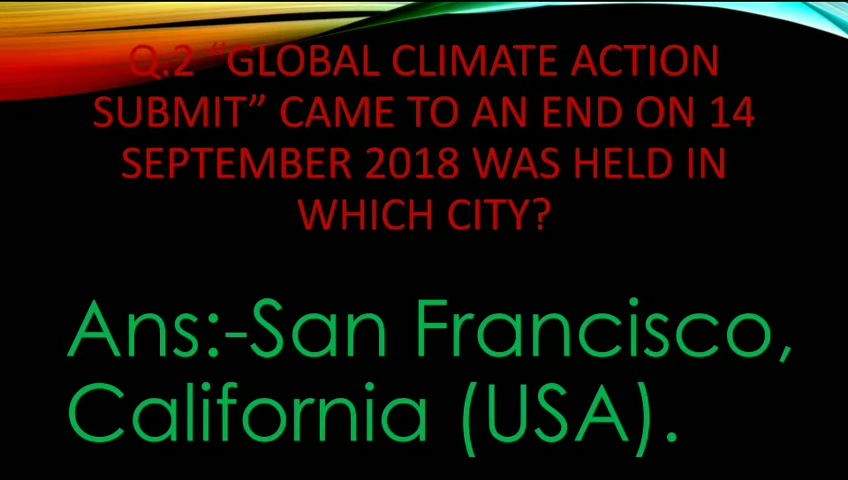 Q.2 “GLOBAL CLIMATE ACTION
SUBMIT” CAME TO AN END ON 14
SEPTEMBER 2018 WAS HELD IN
WHICH CITY?
Ans:-San Francisco,
California (USA).